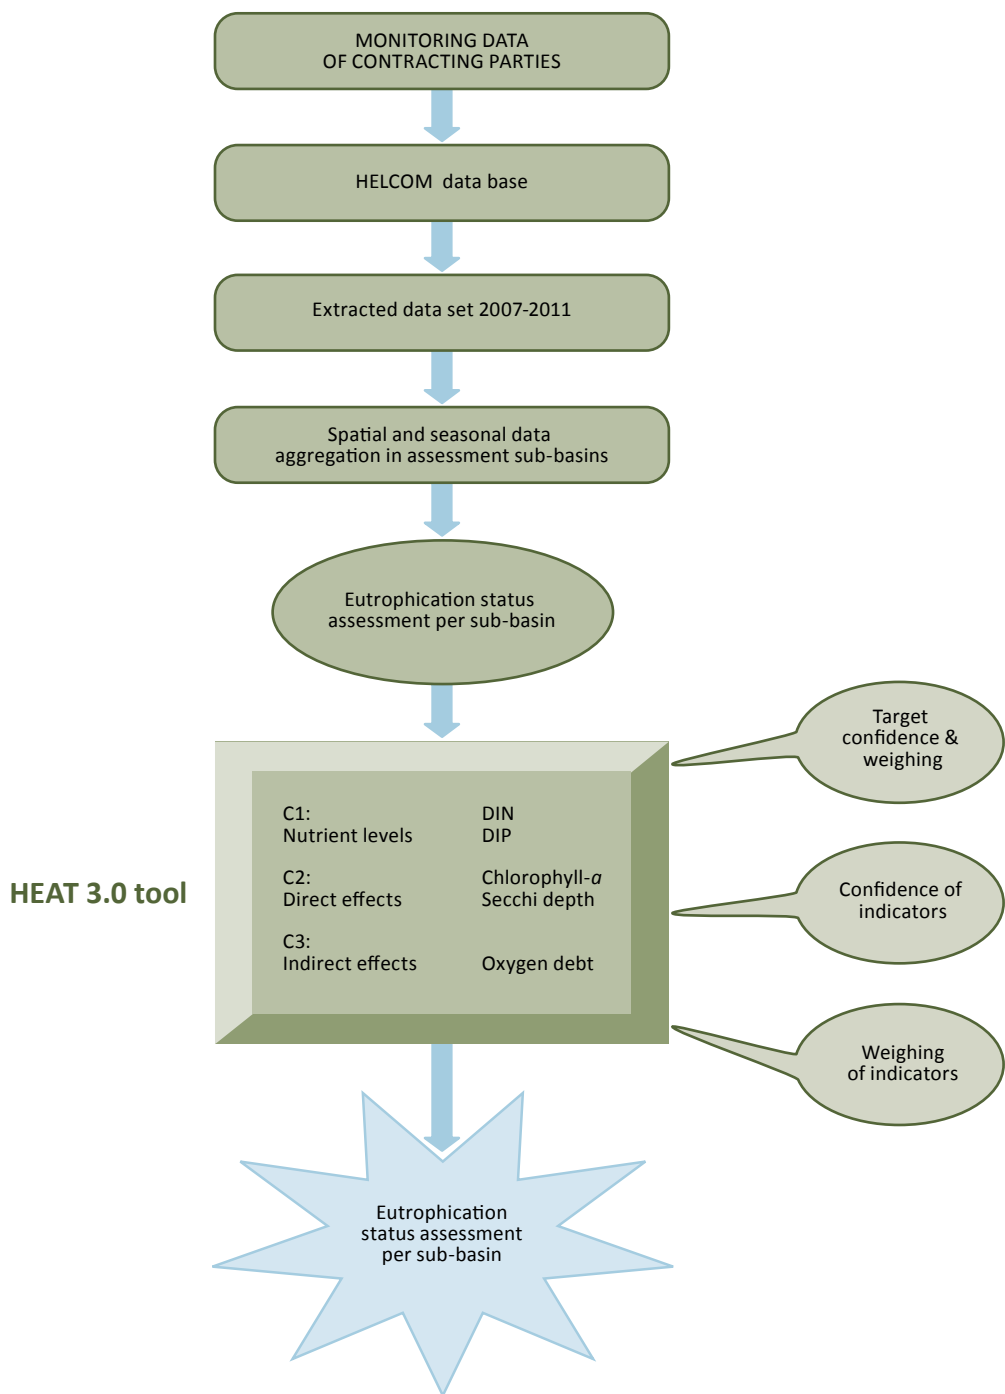 MONITORING DATA
OF CONTRACTING PARTIES
HELCOM data base
Extracted data set 2007-2011
Spatial and seasonal data
aggregation in assessment sub-basins
Eutrophication status
assessment per sub-basin
HEAT 3.0 tool
C1: DIN
Nutrient levels DIP
C2: Chlorophyll-a
Direct effects Secchi depth
C3:
Indirect effects Oxygen debt
Target
confidence &
weighing
Confidence of
indicators
Weighing
of indicators
Eutrophication
status assessment
per sub-basin